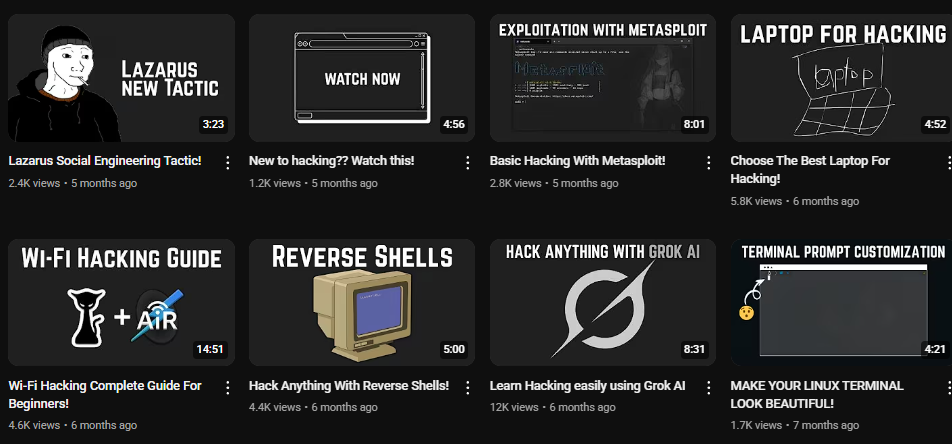 LAZARUS
NEW TACTIC
3:23
Lazarus Social Engineering Tactic!
2.4K views • 5 months ago
WATCH NOW
4:56
New to hacking?? Watch this!
1.2K views • 5 months ago
EXPLOITATION WITH METASPLOIT
Metasploit
8:01
Basic Hacking With Metasploit!
2.8K views • 5 months ago
LAPTOP FOR HACKING
laptop
4:52
Choose The Best Laptop For
Hacking!
5.8K views • 6 months ago
WI-FI HACKING GUIDE
+
AIR
14:51
Wi-Fi Hacking Complete Guide For
Beginners!
4.6K views • 6 months ago
REVERSE SHELLS
5:00
Hack Anything With Reverse Shells!
4.4K views • 6 months ago
HACK ANYTHING WITH GROK AI
8:31
Learn Hacking easily using Grok AI
12K views • 6 months ago
TERMINAL PROMPT CUSTOMIZATION
4:21
MAKE YOUR LINUX TERMINAL
LOOK BEAUTIFUL!
1.7K views • 7 months ago